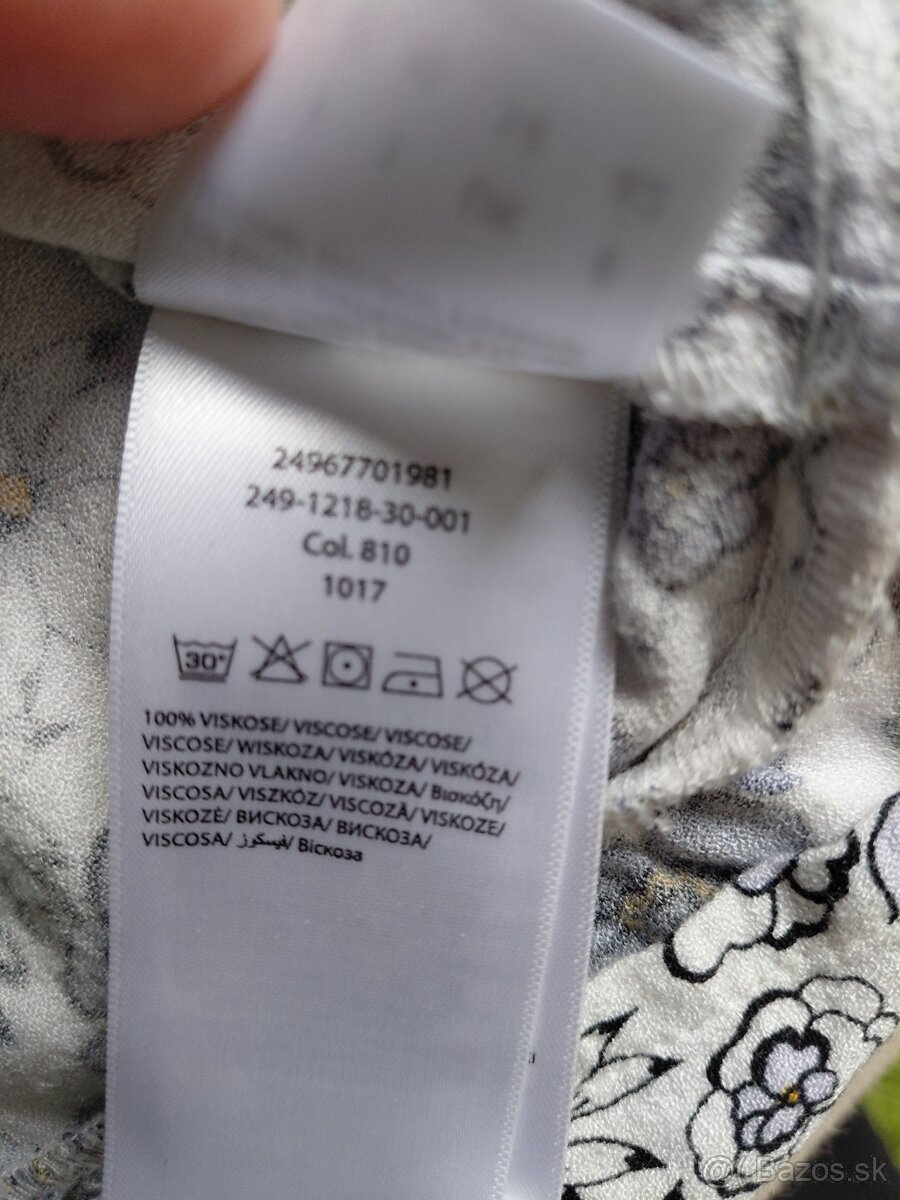 24967701981
249-1218-30-001
Col. 810
1017
30°
100% VISKOSE/ VISCOSE/ VISCOSE/
VISCOSE/ WISKOZA/ VISKÓZA/ VISKÓZA/
VISKOZNO VLAKNO/ VISKOZA/ Βισκόζη/
VISCOSA/ VISZKÓZ/ VISCOZĂ/ VISKOZE/
VISKOZĖ/ ВИСКОЗА/ ВИСКОЗА/
VISCOSA/ فيسكوز/ Віскоза
Bazos.sk